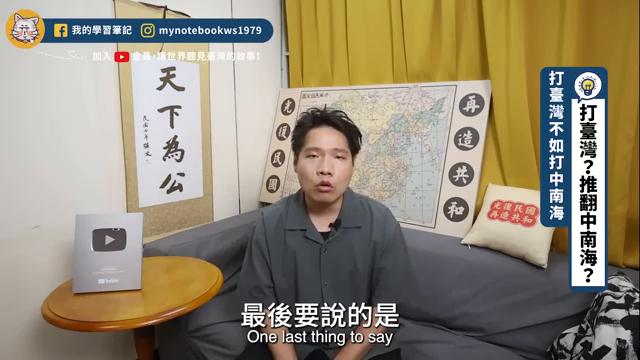 我的學習筆記
mynotebookws1979
加入 會員，讓世界聽見臺灣的故事！
天下為公
光復民國
再造共和
光復民國
再造共和
YouTube
打臺灣不如打中南海
打臺灣？推翻中南海？
最後要說的是
One last thing to say